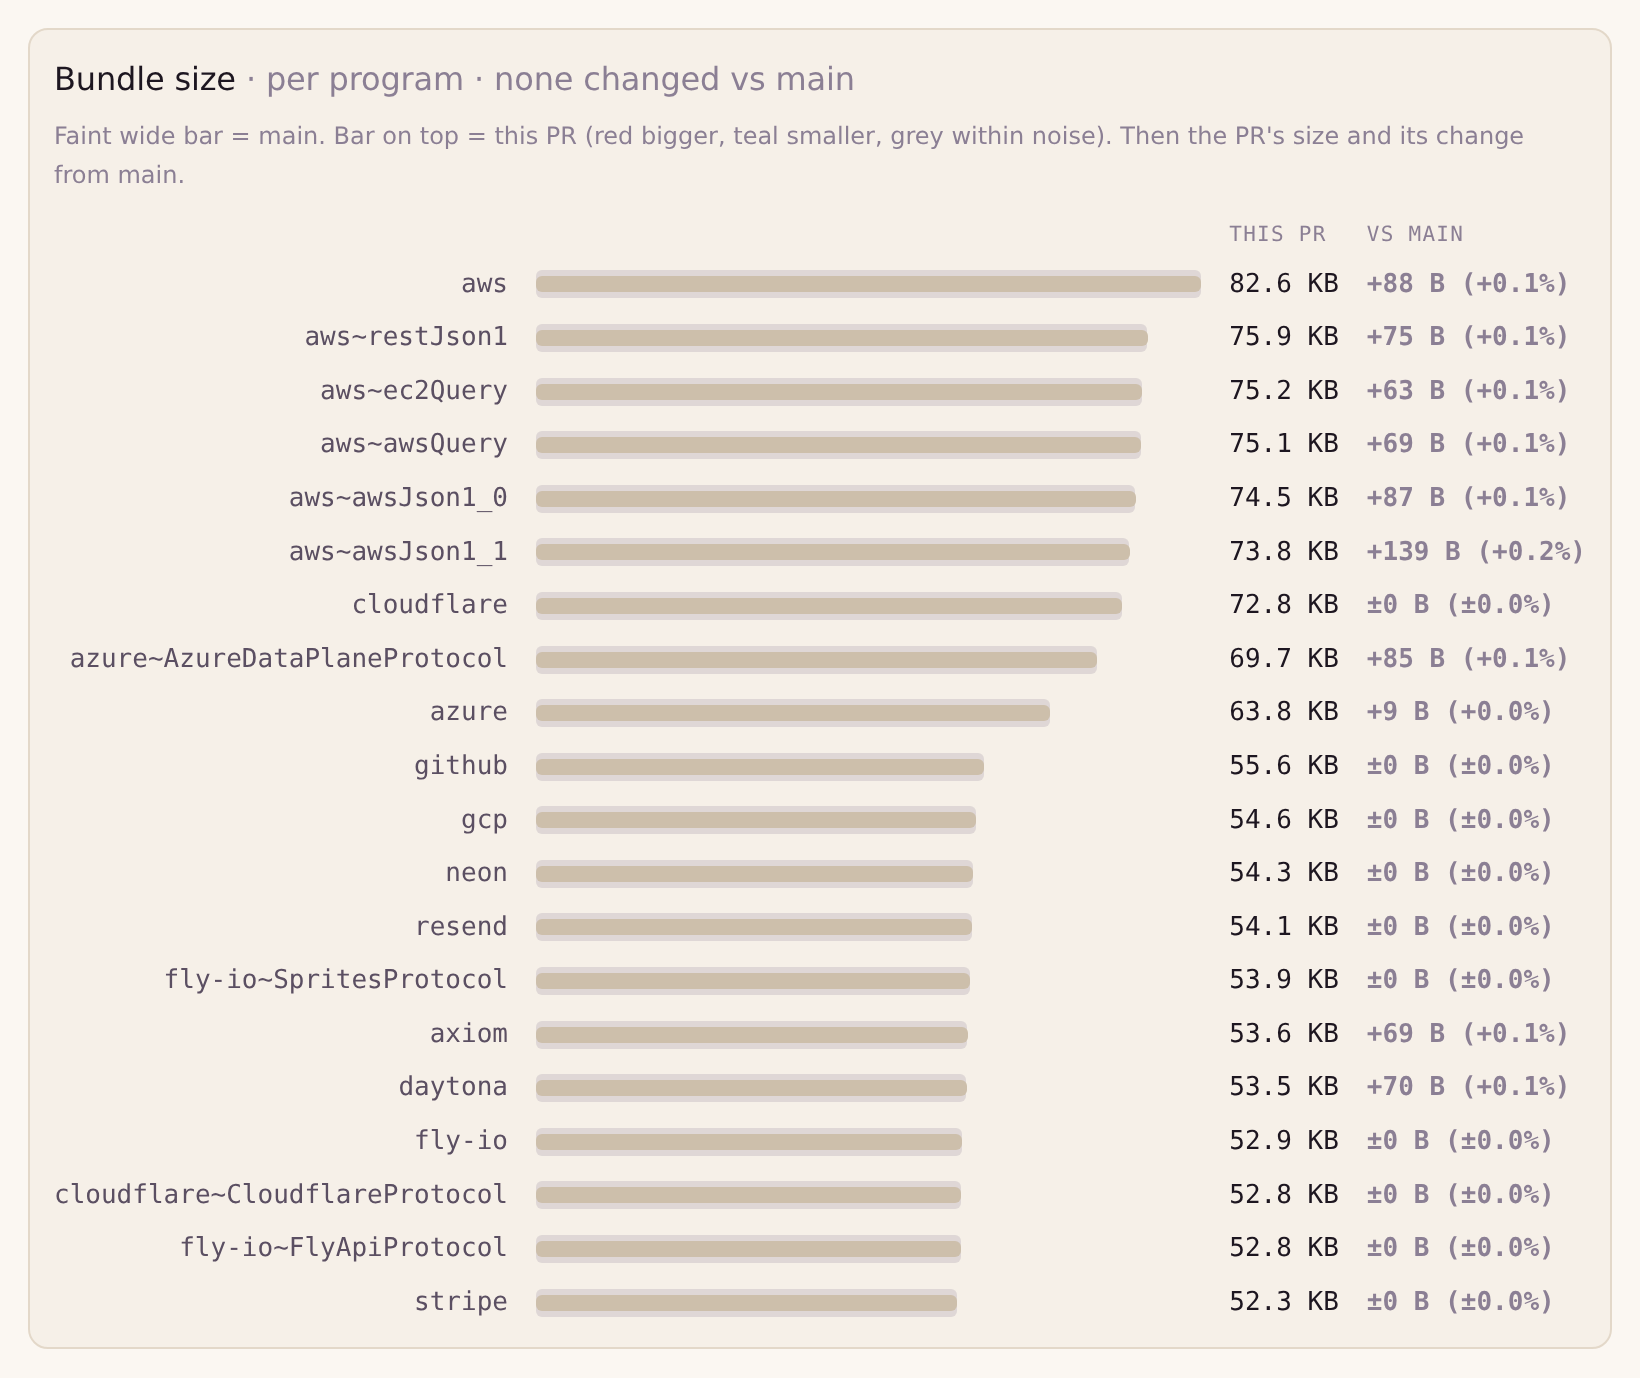 Bundle size · per program · none changed vs main
Faint wide bar = main. Bar on top = this PR (red bigger, teal smaller, grey within noise). Then the PR's size and its change
from main.
THIS PR VS MAIN
aws 82.6 KB +88 B (+0.1%)
aws~restJson1 75.9 KB +75 B (+0.1%)
aws~ec2Query 75.2 KB +63 B (+0.1%)
aws~awsQuery 75.1 KB +69 B (+0.1%)
aws~awsJson1_0 74.5 KB +87 B (+0.1%)
aws~awsJson1_1 73.8 KB +139 B (+0.2%)
cloudflare 72.8 KB ±0 B (±0.0%)
azure~AzureDataPlaneProtocol 69.7 KB +85 B (+0.1%)
azure 63.8 KB +9 B (+0.0%)
github 55.6 KB ±0 B (±0.0%)
gcp 54.6 KB ±0 B (±0.0%)
neon 54.3 KB ±0 B (±0.0%)
resend 54.1 KB ±0 B (±0.0%)
fly-io~SpritesProtocol 53.9 KB ±0 B (±0.0%)
axiom 53.6 KB +69 B (+0.1%)
daytona 53.5 KB +70 B (+0.1%)
fly-io 52.9 KB ±0 B (±0.0%)
cloudflare~CloudflareProtocol 52.8 KB ±0 B (±0.0%)
fly-io~FlyApiProtocol 52.8 KB ±0 B (±0.0%)
stripe 52.3 KB ±0 B (±0.0%)